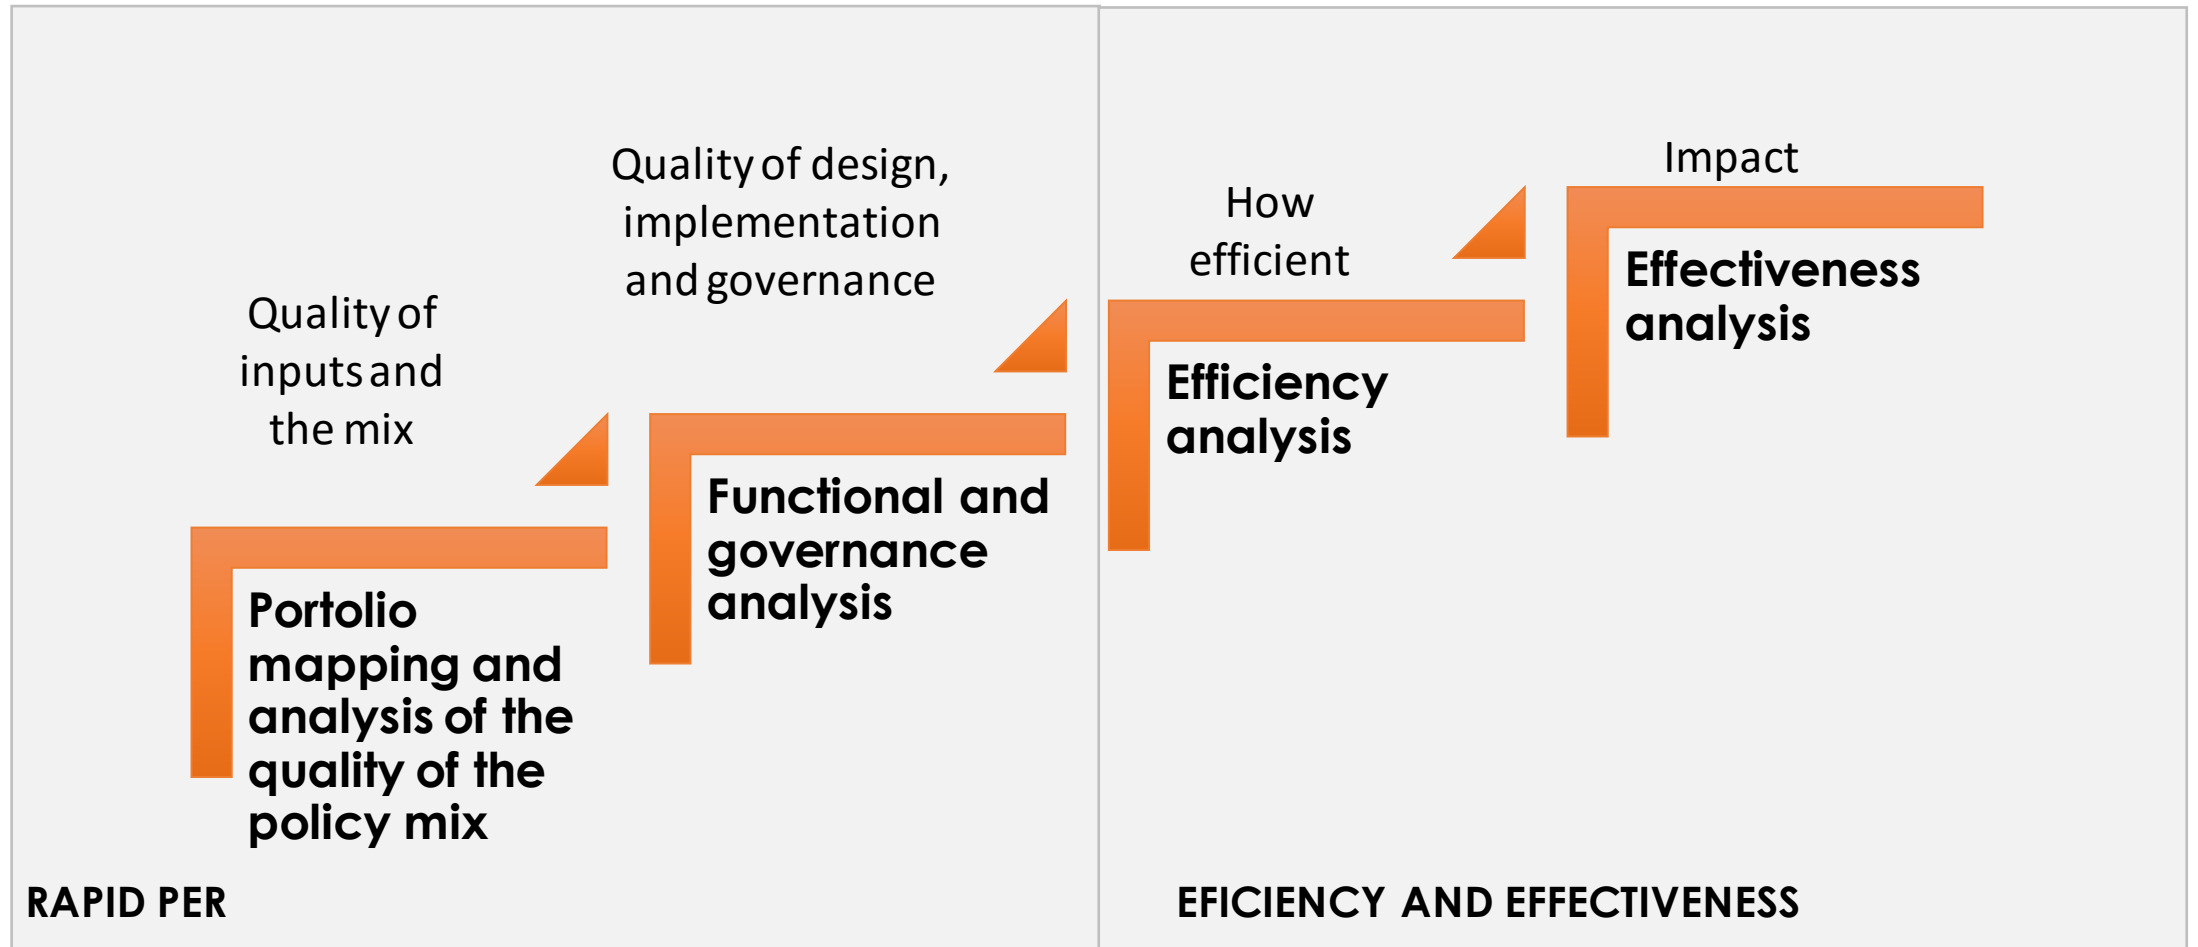 Quality of
inputs and
the mix
Portolio
mapping and
analysis of the
quality of the
policy mix
Quality of design,
implementation
and governance
Functional and
governance
analysis
RAPID PER
How
efficient
Efficiency
analysis
Impact
Effectiveness
analysis
EFICIENCY AND EFFECTIVENESS